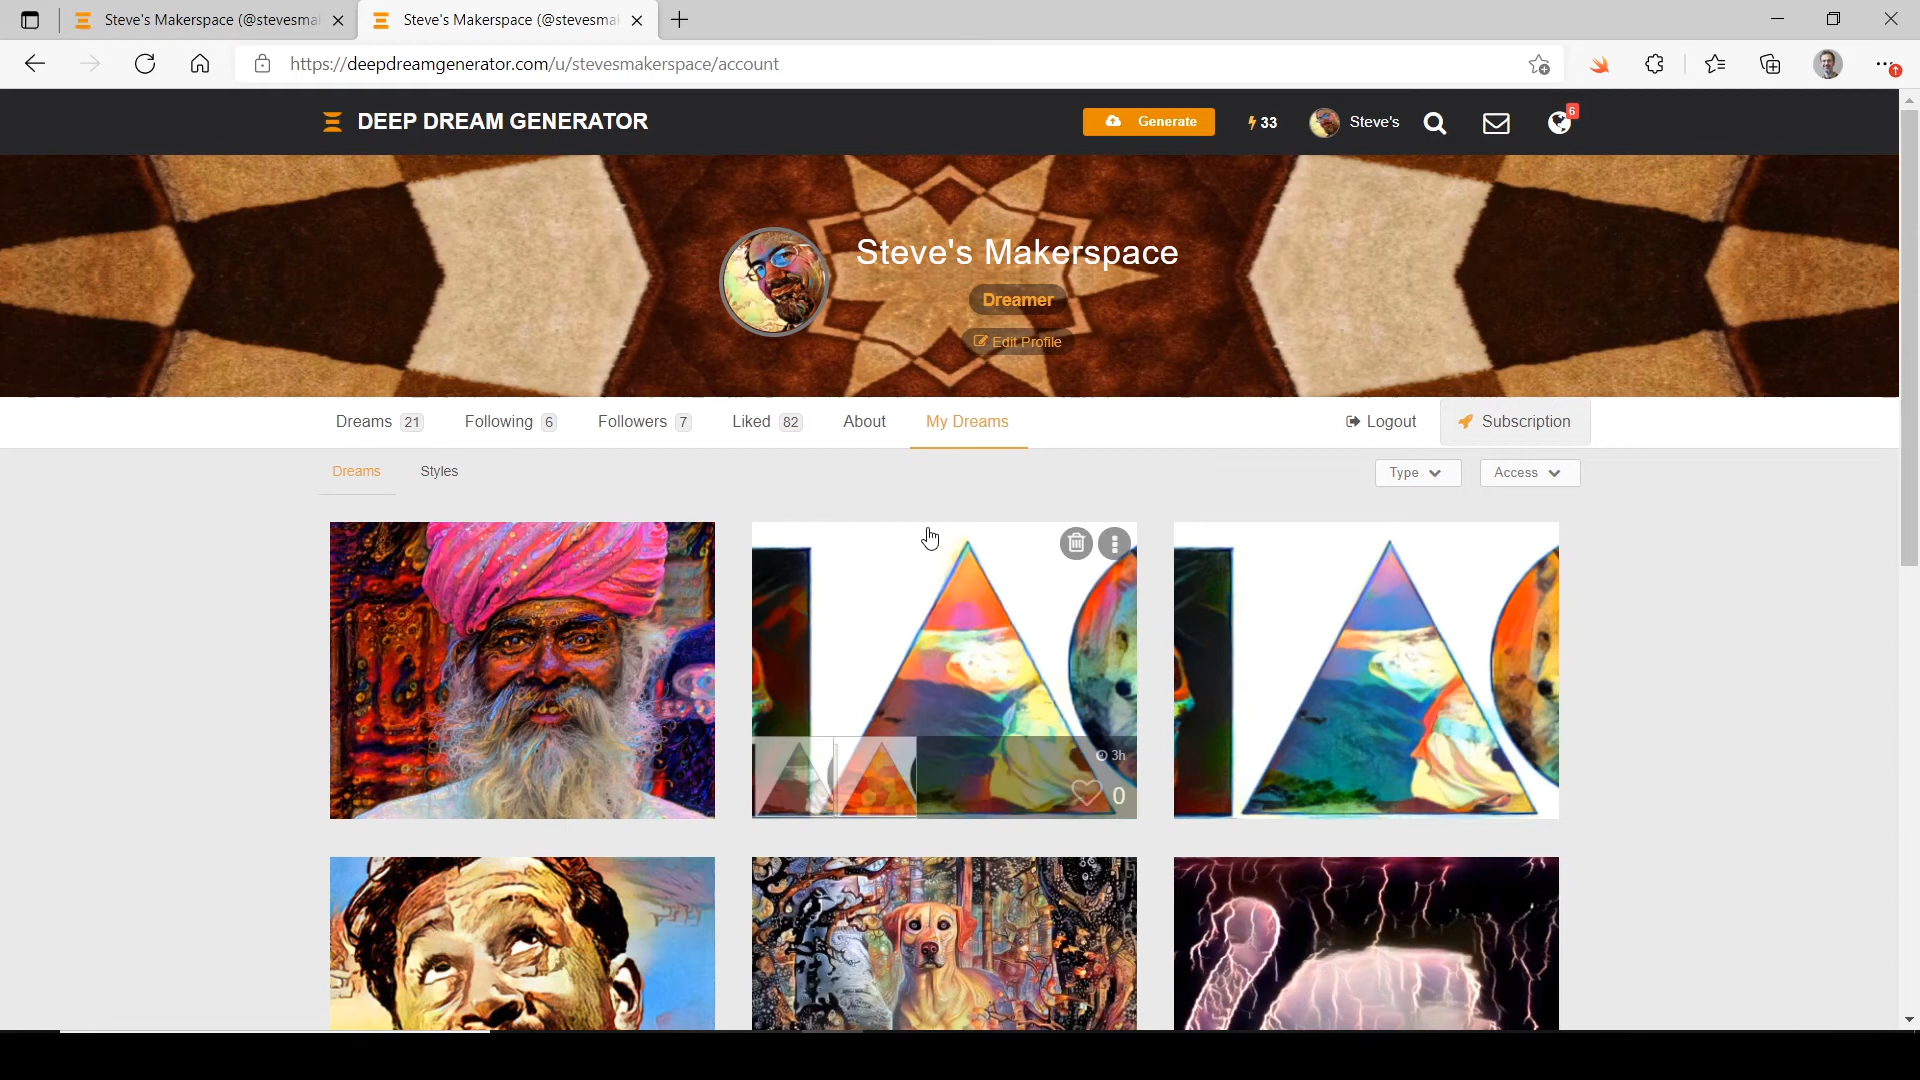 Steve's Makerspace (@stevesma
Steve's Makerspace (@stevesmal
https://deepdreamgenerator.com/u/stevesmakerspace/account
DEEP DREAM GENERATOR
Generate
33
Steve's
6
Steve's Makerspace
Dreamer
Edit Profile
Dreams 21
Following 6
Followers 7
Liked 82
About
My Dreams
Logout
Subscription
Dreams
Styles
Type
Access
3h
0